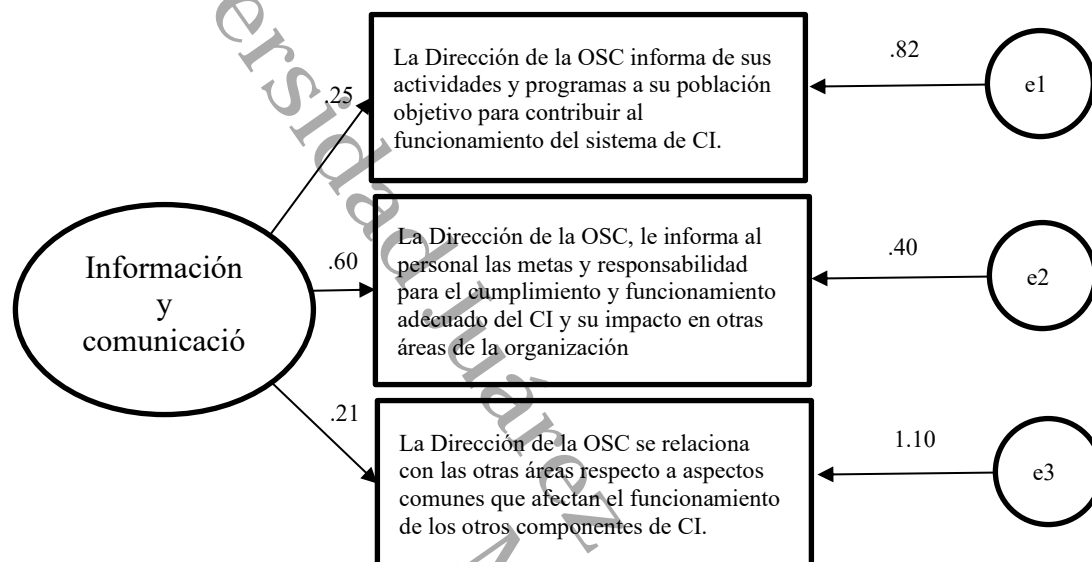 ersidad Juárez
La Dirección de la OSC informa de sus
actividades y programas a su población
objetivo para contribuir al
funcionamiento del sistema de CI.
.25
.82
e1
Información
y
comunicació
.60
La Dirección de la OSC, le informa al
personal las metas y responsabilidad
para el cumplimiento y funcionamiento
adecuado del CI y su impacto en otras
áreas de la organización
.40
e2
.21
La Dirección de la OSC se relaciona
con las otras áreas respecto a aspectos
comunes que afectan el funcionamiento
de los otros componentes de CI.
1.10
e3